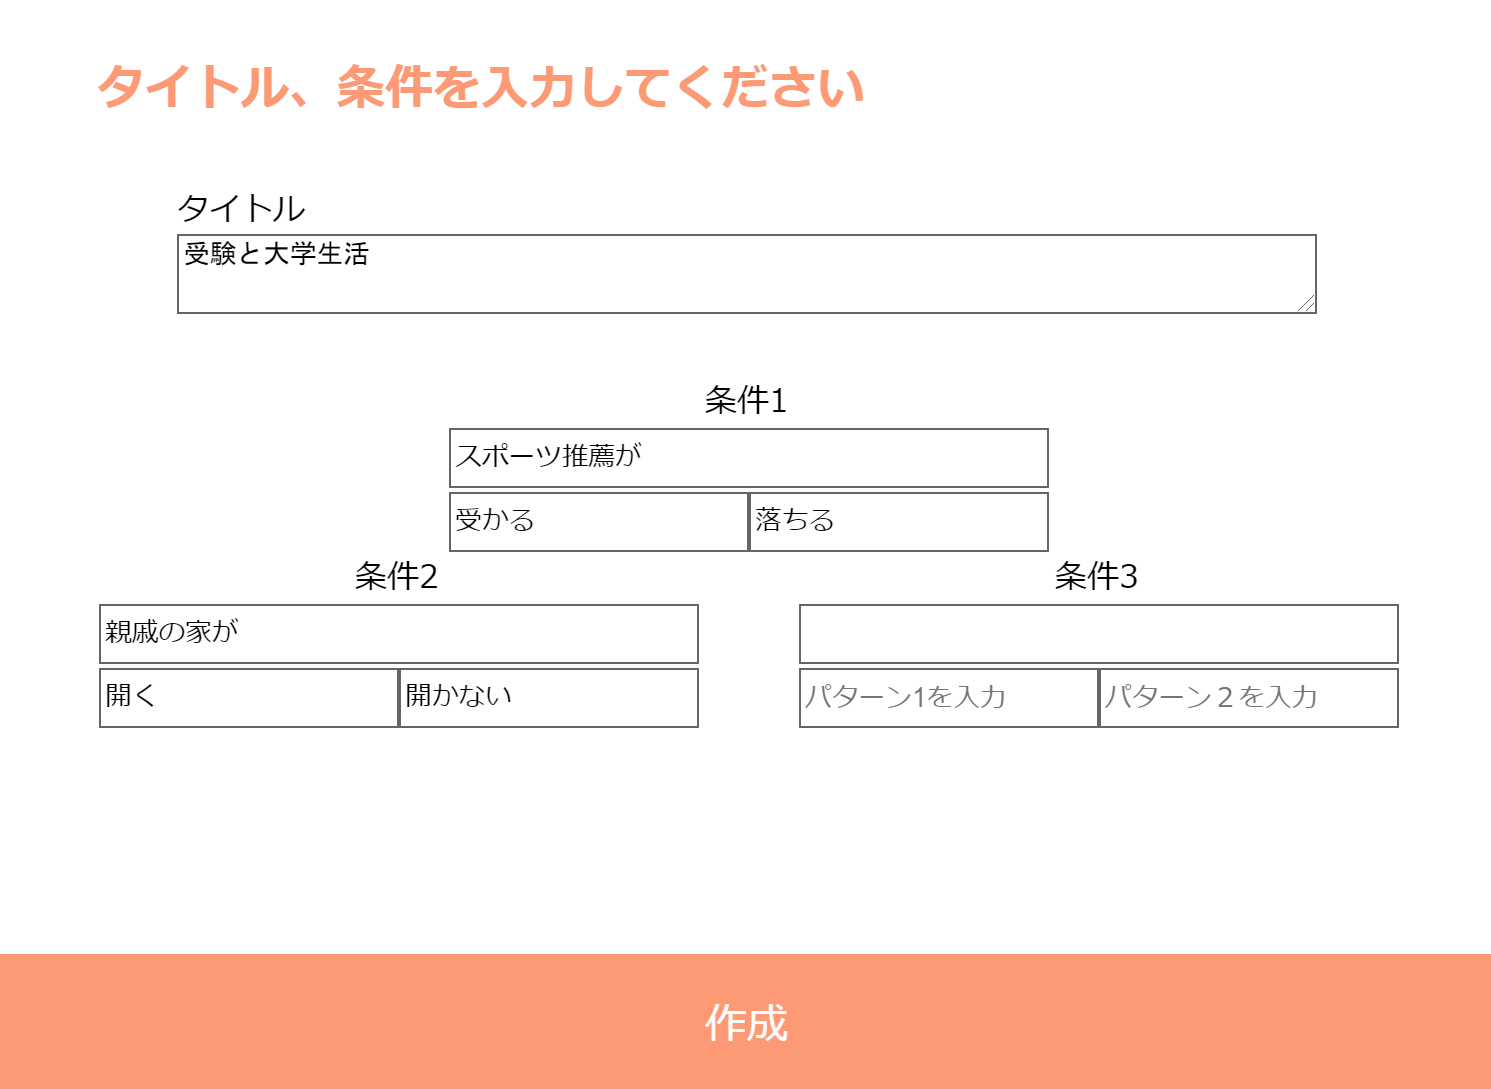 タイトル、条件を入力してください
タイトル
受験と大学生活
条件1
スポーツ推薦が
受かる
落ちる
条件2
親戚の家が
開く
開かない
条件3
パターン1を入力
パターン２を入力
作成